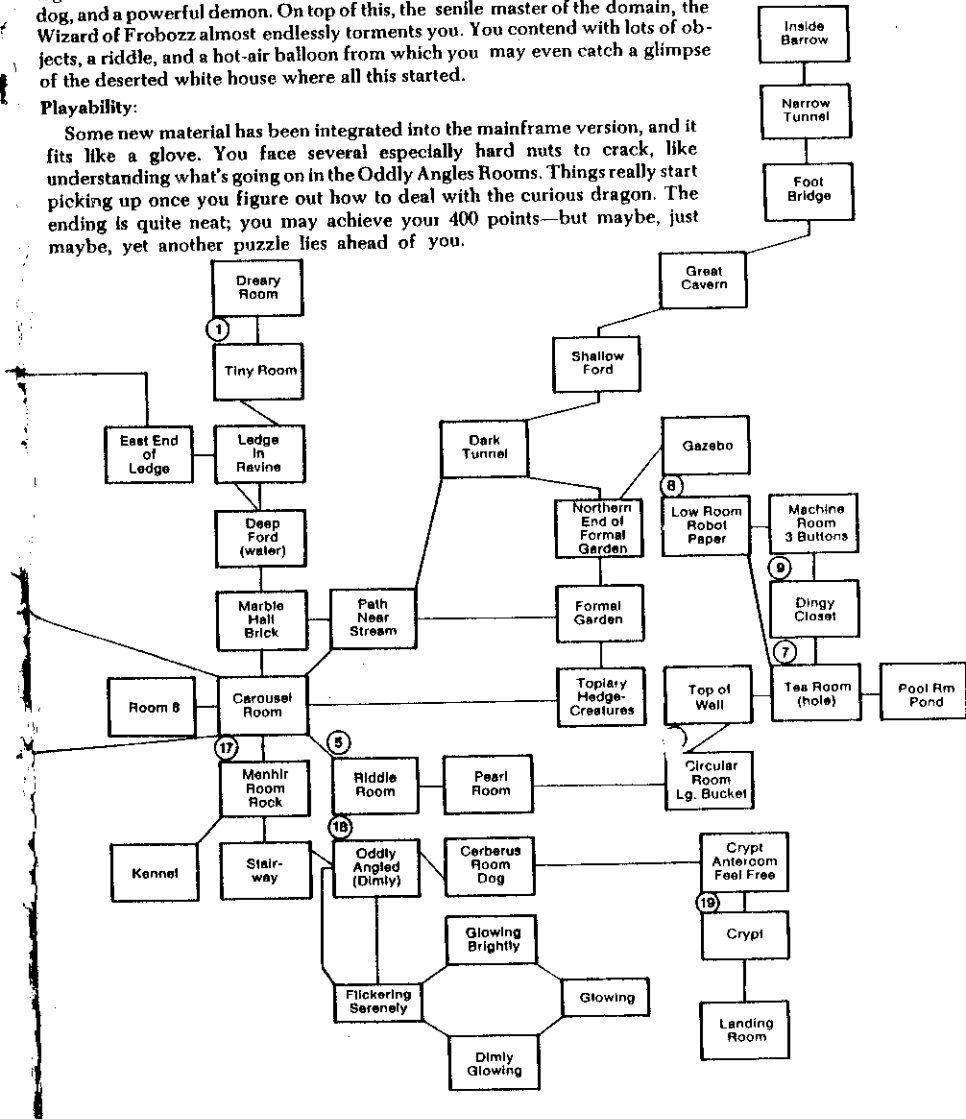 dog, and a powerful demon. On top of this, the senile master of the domain, the
Wizard of Frobozz almost endlessly torments you. You contend with lots of ob-
jects, a riddle, and a hot-air balloon from which you may even catch a glimpse
of the deserted white house where all this started.
Playability:
Some new material has been integrated into the mainframe version, and it
fits like a glove. You face several especially hard nuts to crack, like
understanding what's going on in the Oddly Angles Rooms. Things really start
picking up once you figure out how to deal with the curious dragon. The
ending is quite neat; you may achieve your 400 points—but maybe, just
maybe, yet another puzzle lies ahead of you.
Inside
Barrow
Narrow
Tunnel
Foot
Bridge
Great
Cavern
Dreary
Room
1
Tiny Room
Shallow
Ford
East End
of
Ledge
Ledge
In
Ravine
Dark
Tunnel
Gazebo
8
Deep
Ford
(water)
Northern
End of
Formal
Garden
Low Room
Robot
Paper
Machine
Room
3 Buttons
9
Marble
Hall
Brick
Path
Near
Stream
Formal
Garden
Dingy
Closet
7
Room 8
Carousel
Room
Topiary
Hedge-
Creatures
Top of
Well
Tea Room
(hole)
Pool Rm
Pond
17
5
Menhir
Room
Rock
Riddle
Room
Pearl
Room
Circular
Room
Lg. Bucket
18
Kennel
Stair-
way
Oddly
Angled
(Dimly)
Cerberus
Room
Dog
Crypt
Anteroom
Feel Free
19
Glowing
Brightly
Crypt
Flickering
Serenely
Glowing
Landing
Room
Dimly
Glowing